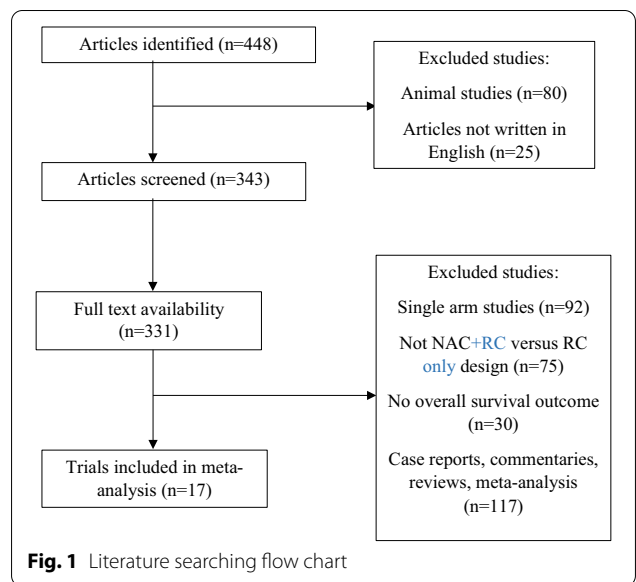 Articles identified (n=448)
Excluded studies:
Animal studies (n=80)
Articles not written in
English (n=25)
Articles screened (n=343)
Excluded studies:
Single arm studies (n=92)
Full text availability
(n=331)
Not NAC+RC versus RC
only design (n=75)
No overall survival outcome
(n=30)
Case reports, commentaries,
reviews, meta-analysis
(n=117)
Trials included in meta-
analysis (n=17)
Fig. 1 Literature searching flow chart